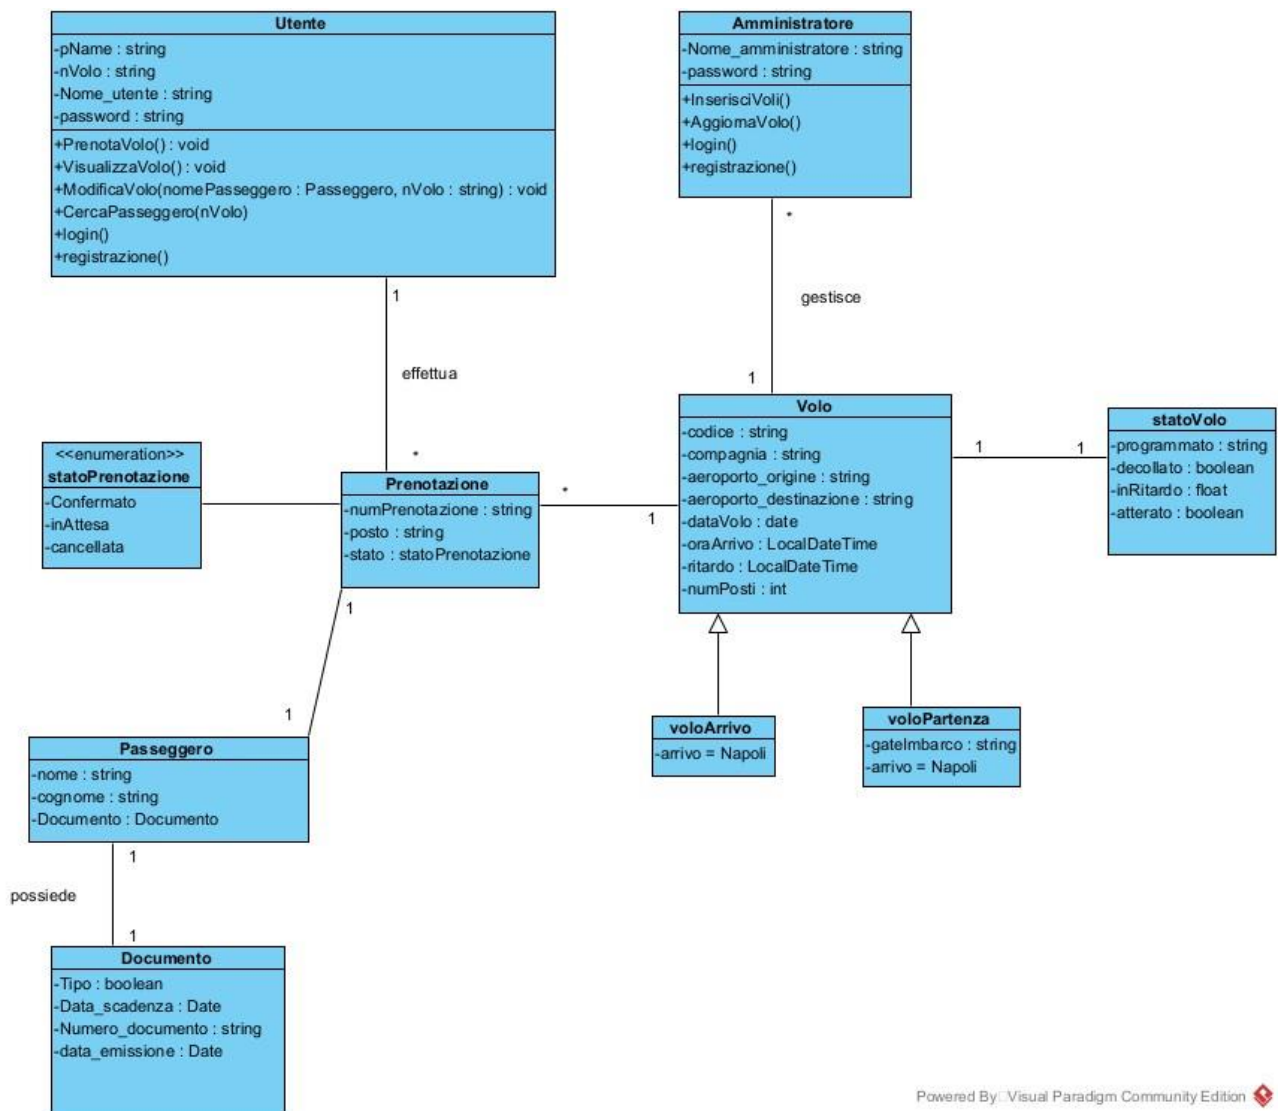 Utente
-pName : string
-nVolo : string
-Nome_utente : string
-password : string
+PrenotaVolo() : void
+VisualizzaVolo() : void
+ModificaVolo(nomePasseggero : Passeggero, nVolo : string) : void
+CercaPasseggero(nVolo)
+login()
+registrazione()
Amministratore
-Nome_amministratore : string
-password : string
+InserisciVoli()
+AggiornaVolo()
+login()
+registrazione()
1
effettua
*
*
gestisce
1
<<enumeration>>
statoPrenotazione
-Confermato
-inAttesa
-cancellata
Prenotazione
-numPrenotazione : string
-posto : string
-stato : statoPrenotazione
*
1
Volo
-codice : string
-compagnia : string
-aeroporto_origine : string
-aeroporto_destinazione : string
-dataVolo : date
-oraArrivo : LocalDateTime
-ritardo : LocalDateTime
-numPosti : int
1
1
statoVolo
-programmato : string
-decollato : boolean
-inRitardo : float
-atterato : boolean
1
1
voloArrivo
-arrivo = Napoli
voloPartenza
-gateImbarco : string
-arrivo = Napoli
Passeggero
-nome : string
-cognome : string
-Documento : Documento
1
possiede
1
Documento
-Tipo : boolean
-Data_scadenza : Date
-Numero_documento : string
-data_emissione : Date
Powered By Visual Paradigm Community Edition